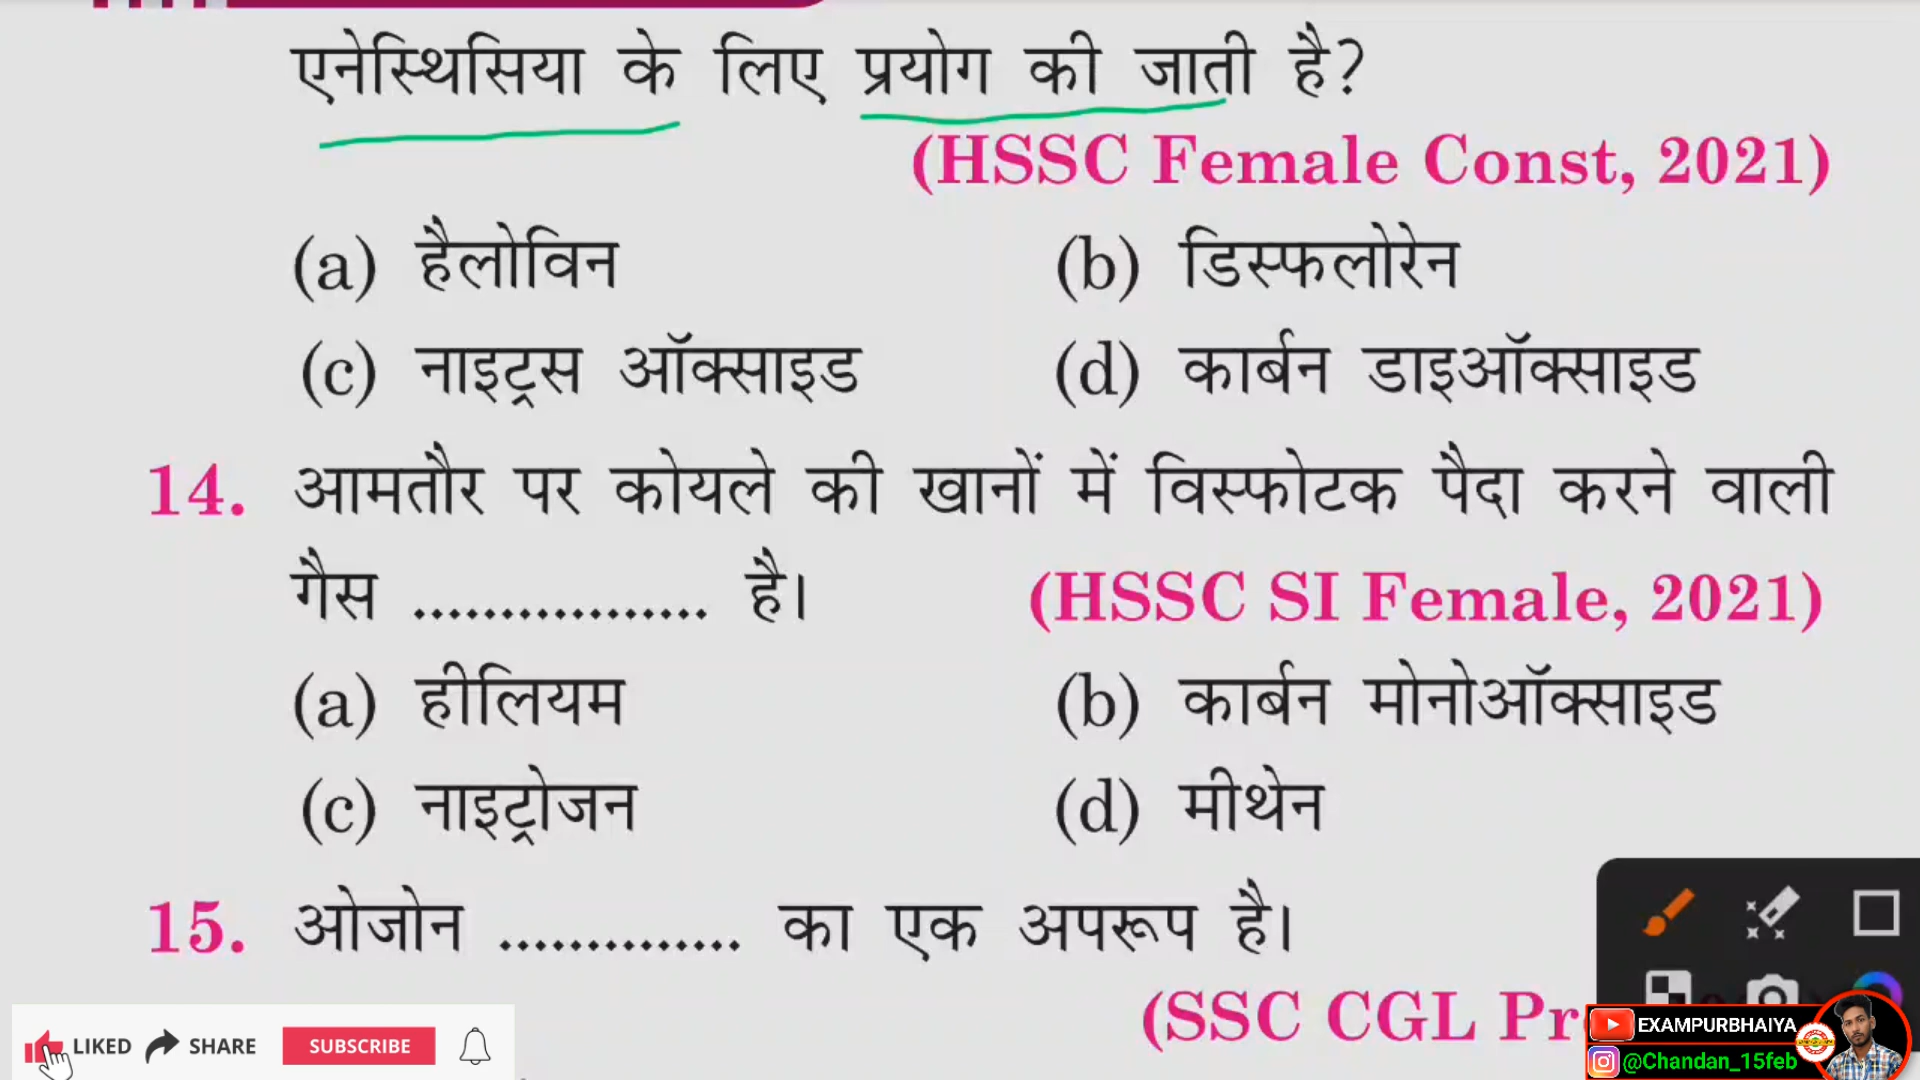 एनेस्थिसिया के लिए प्रयोग की जाती है?
(HSSC Female Const, 2021)
(a) हैलोविन (b) डिस्फलोरेन
(c) नाइट्रस ऑक्साइड (d) कार्बन डाइऑक्साइड
14. आमतौर पर कोयले की खानों में विस्फोटक पैदा करने वाली
गैस ................. है। (HSSC SI Female, 2021)
(a) हीलियम (b) कार्बन मोनोऑक्साइड
(c) नाइट्रोजन (d) मीथेन
15. ओजोन .............. का एक अपरूप है।
(SSC CGL Pr
LIKED SHARE SUBSCRIBE
EXAMPURBHAIYA
@Chandan_15feb